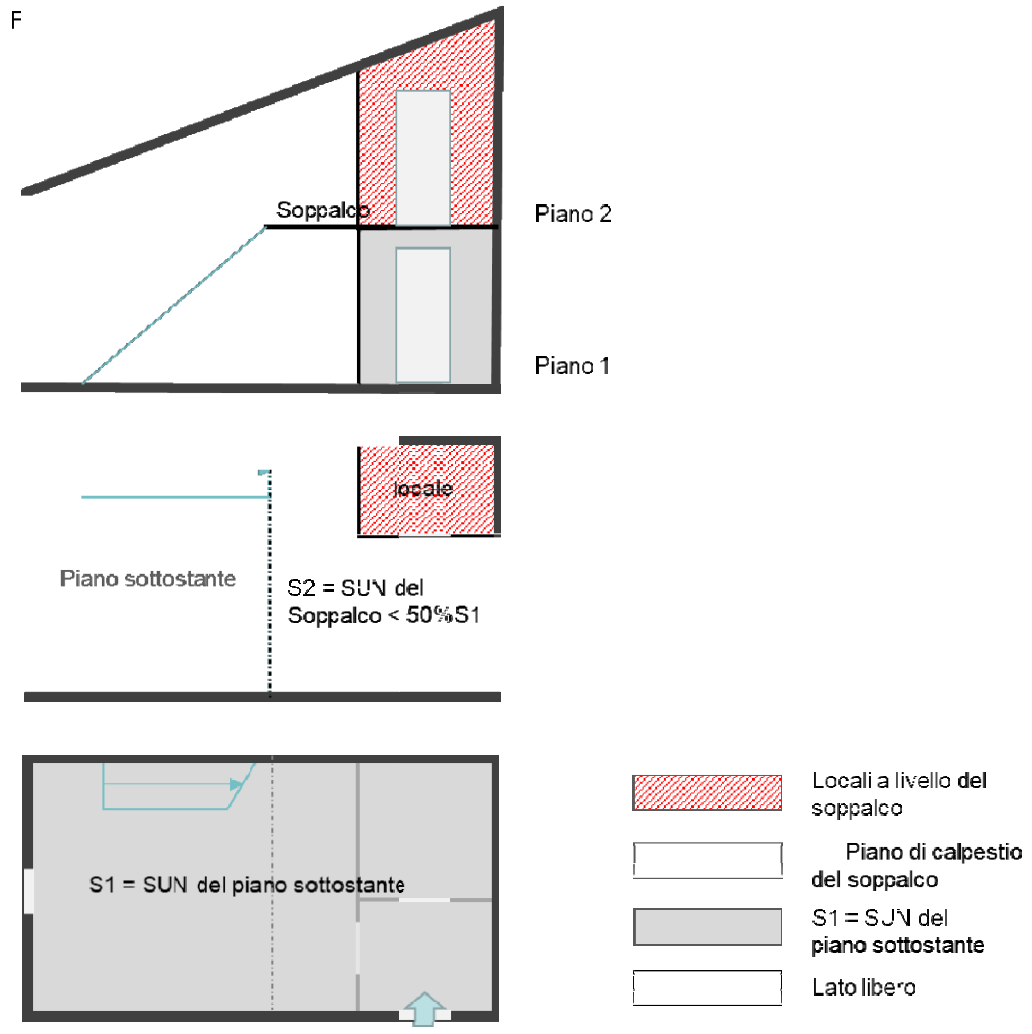 F
Soppalco
Piano 2
Piano 1
locale
Piano sottostante
S2 = SUN del
Soppalco < 50%S1
S1 = SUN del piano sottostante
Locali a livello del
soppalco
Piano di calpestio
del soppalco
S1 = SUN del
piano sottostante
Lato libero